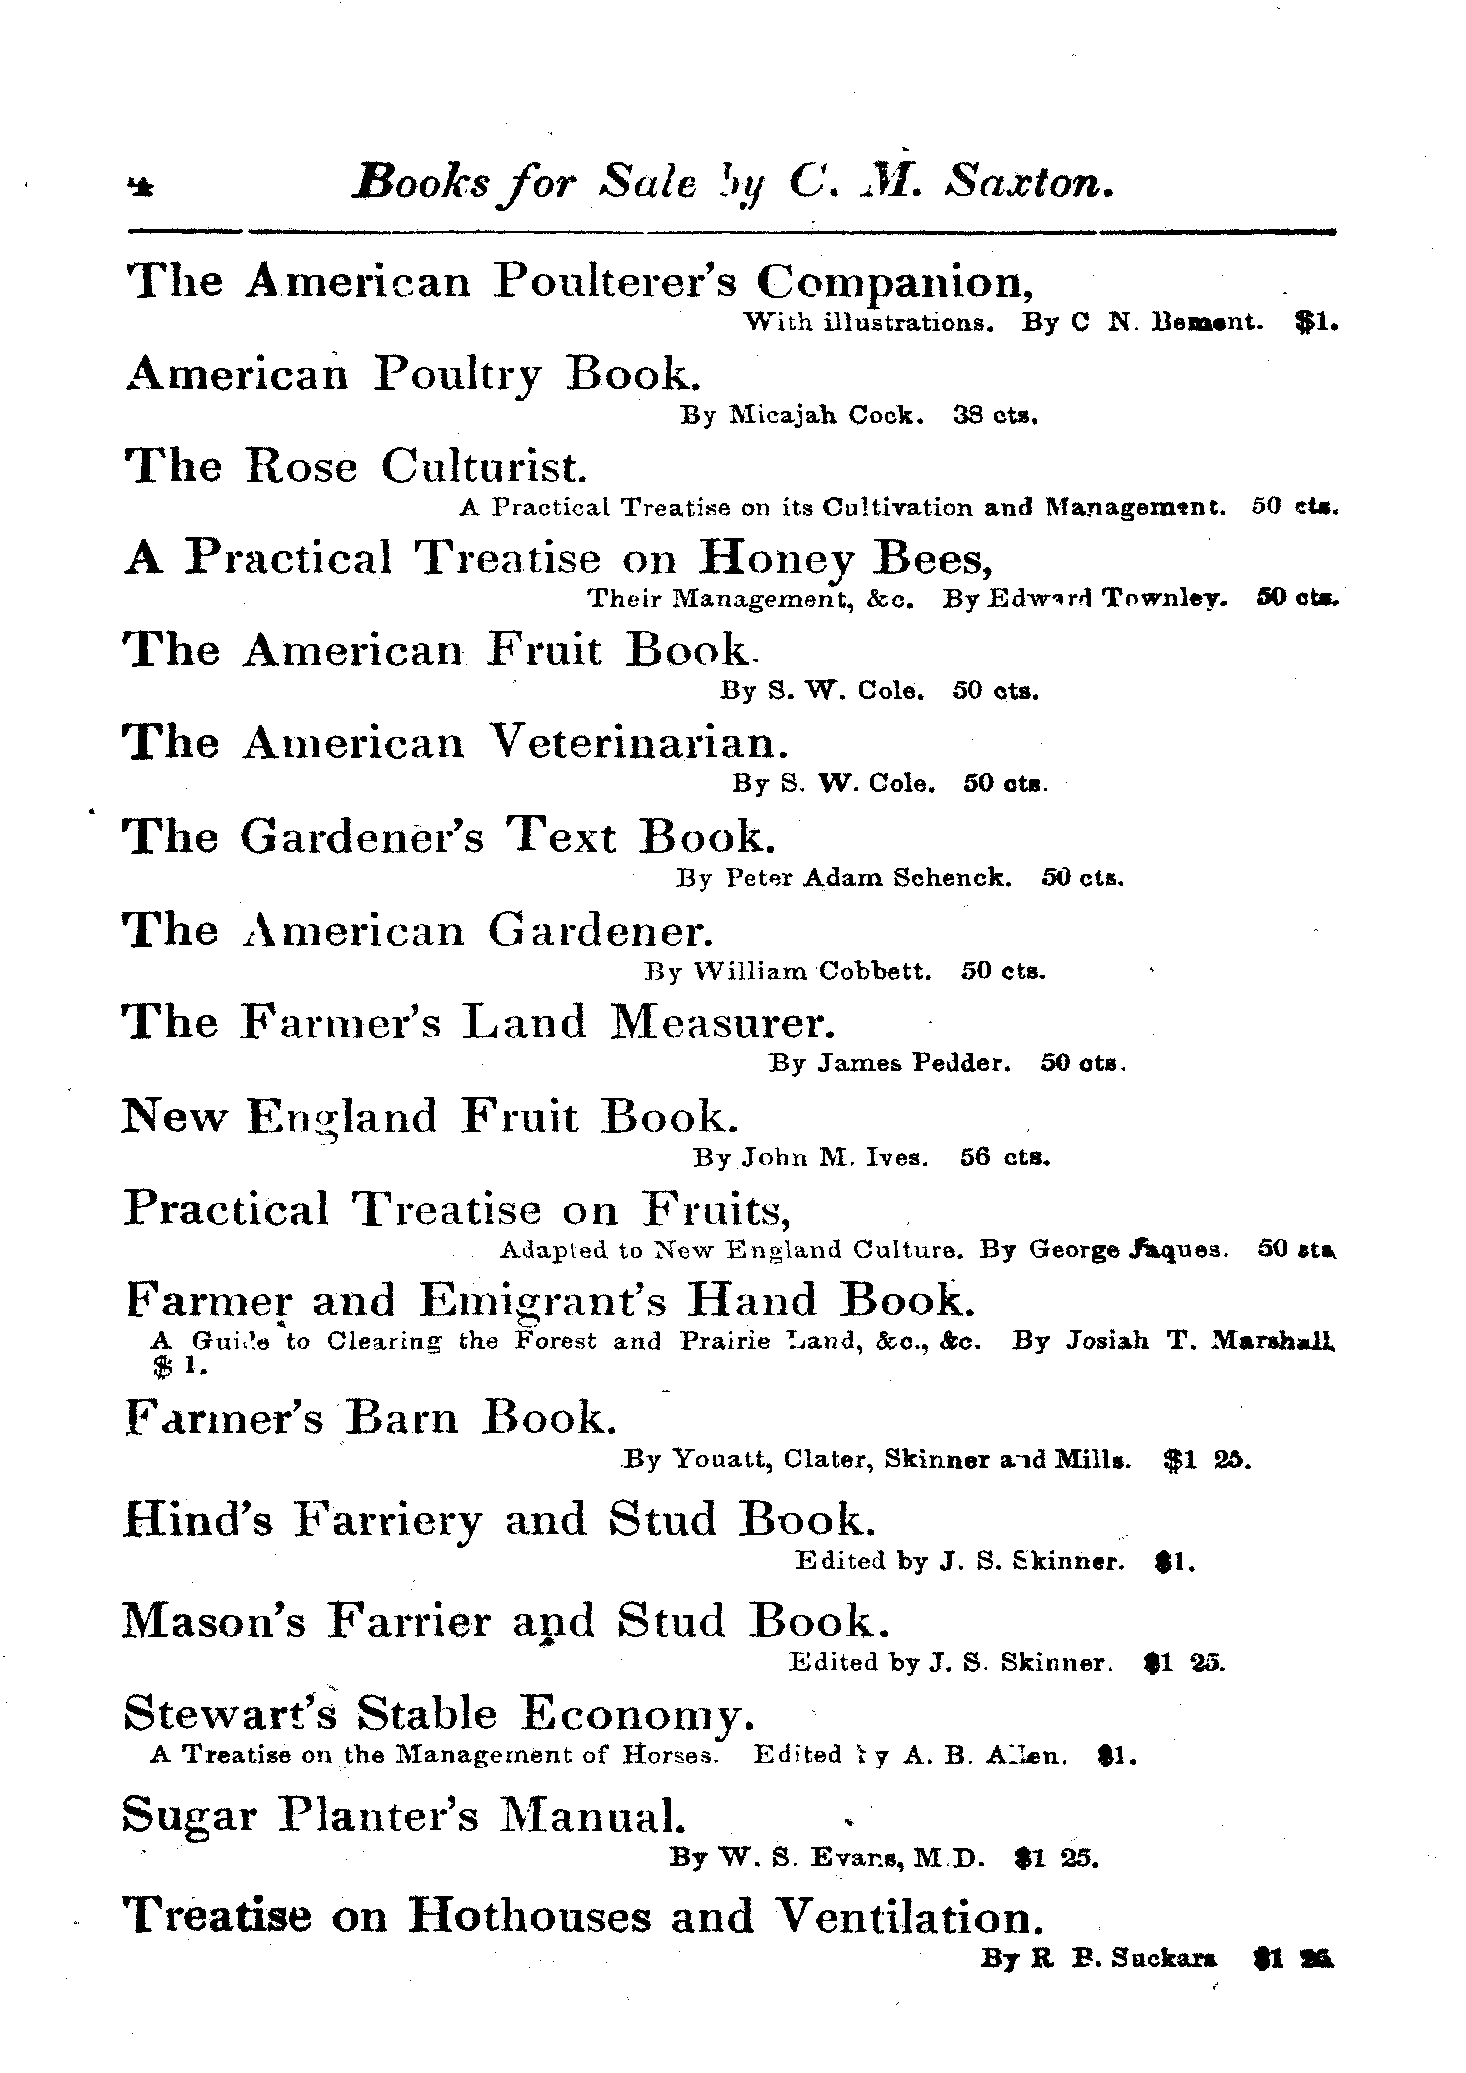 4 Books for Sale by C. M. Saxton.
The American Poulterer's Companion,
With illustrations. By C N. Bement. $1.
American Poultry Book.
By Micajah Cock. 38 cts.
The Rose Culturist.
A Practical Treatise on its Cultivation and Management. 50 cts.
A Practical Treatise on Honey Bees,
Their Management, &c. By Edward Townley. 50 cts.
The American Fruit Book.
By S. W. Cole. 50 cts.
The American Veterinarian.
By S. W. Cole. 50 cts.
The Gardener's Text Book.
By Peter Adam Schenck. 50 cts.
The American Gardener.
By William Cobbett. 50 cts.
The Farmer's Land Measurer.
By James Pedder. 50 cts.
New England Fruit Book.
By John M. Ives. 56 cts.
Practical Treatise on Fruits,
Adapted to New England Culture. By George Jaques. 50 cts
Farmer and Emigrant's Hand Book.
A Guide to Clearing the Forest and Prairie Land, &c., &c. By Josiah T. Marshall.
$1.
Farmer's Barn Book.
By Youatt, Clater, Skinner and Mills. $1 25.
Hind's Farriery and Stud Book.
Edited by J. S. Skinner. $1.
Mason's Farrier and Stud Book.
Edited by J. S. Skinner. $1 25.
Stewart's Stable Economy.
A Treatise on the Management of Horses. Edited by A. B. Allen. $1.
Sugar Planter's Manual.
By W. S. Evans, M.D. $1 25.
Treatise on Hothouses and Ventilation.
By R B. Suckars $1